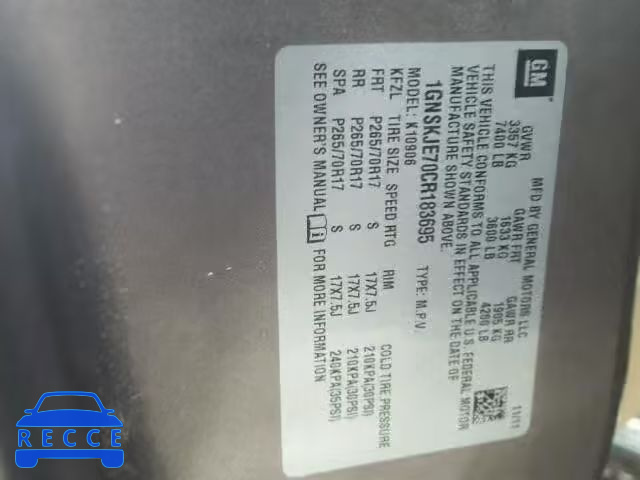 GM
MFD BY GENERAL MOTORS LLC
11/11
GVWR GAWR FRT GAWR RR
3357 KG 1633 KG 1905 KG
7400 LB 3600 LB 4200 LB
THIS VEHICLE CONFORMS TO ALL APPLICABLE U.S. FEDERAL MOTOR
VEHICLE SAFETY STANDARDS IN EFFECT ON THE DATE OF
MANUFACTURE SHOWN ABOVE.
1GNSKJE70CR183695 TYPE: M.P.V.
MODEL: K10906
KFZL TIRE SIZE SPEED RTG RIM COLD TIRE PRESSURE
FRT P265/70R17 S 17X7.5J 210KPA(30PSI)
RR P265/70R17 S 17X7.5J 210KPA(30PSI)
SPA P265/70R17 S 17X7.5J 240KPA(35PSI)
SEE OWNER'S MANUAL i FOR MORE INFORMATION